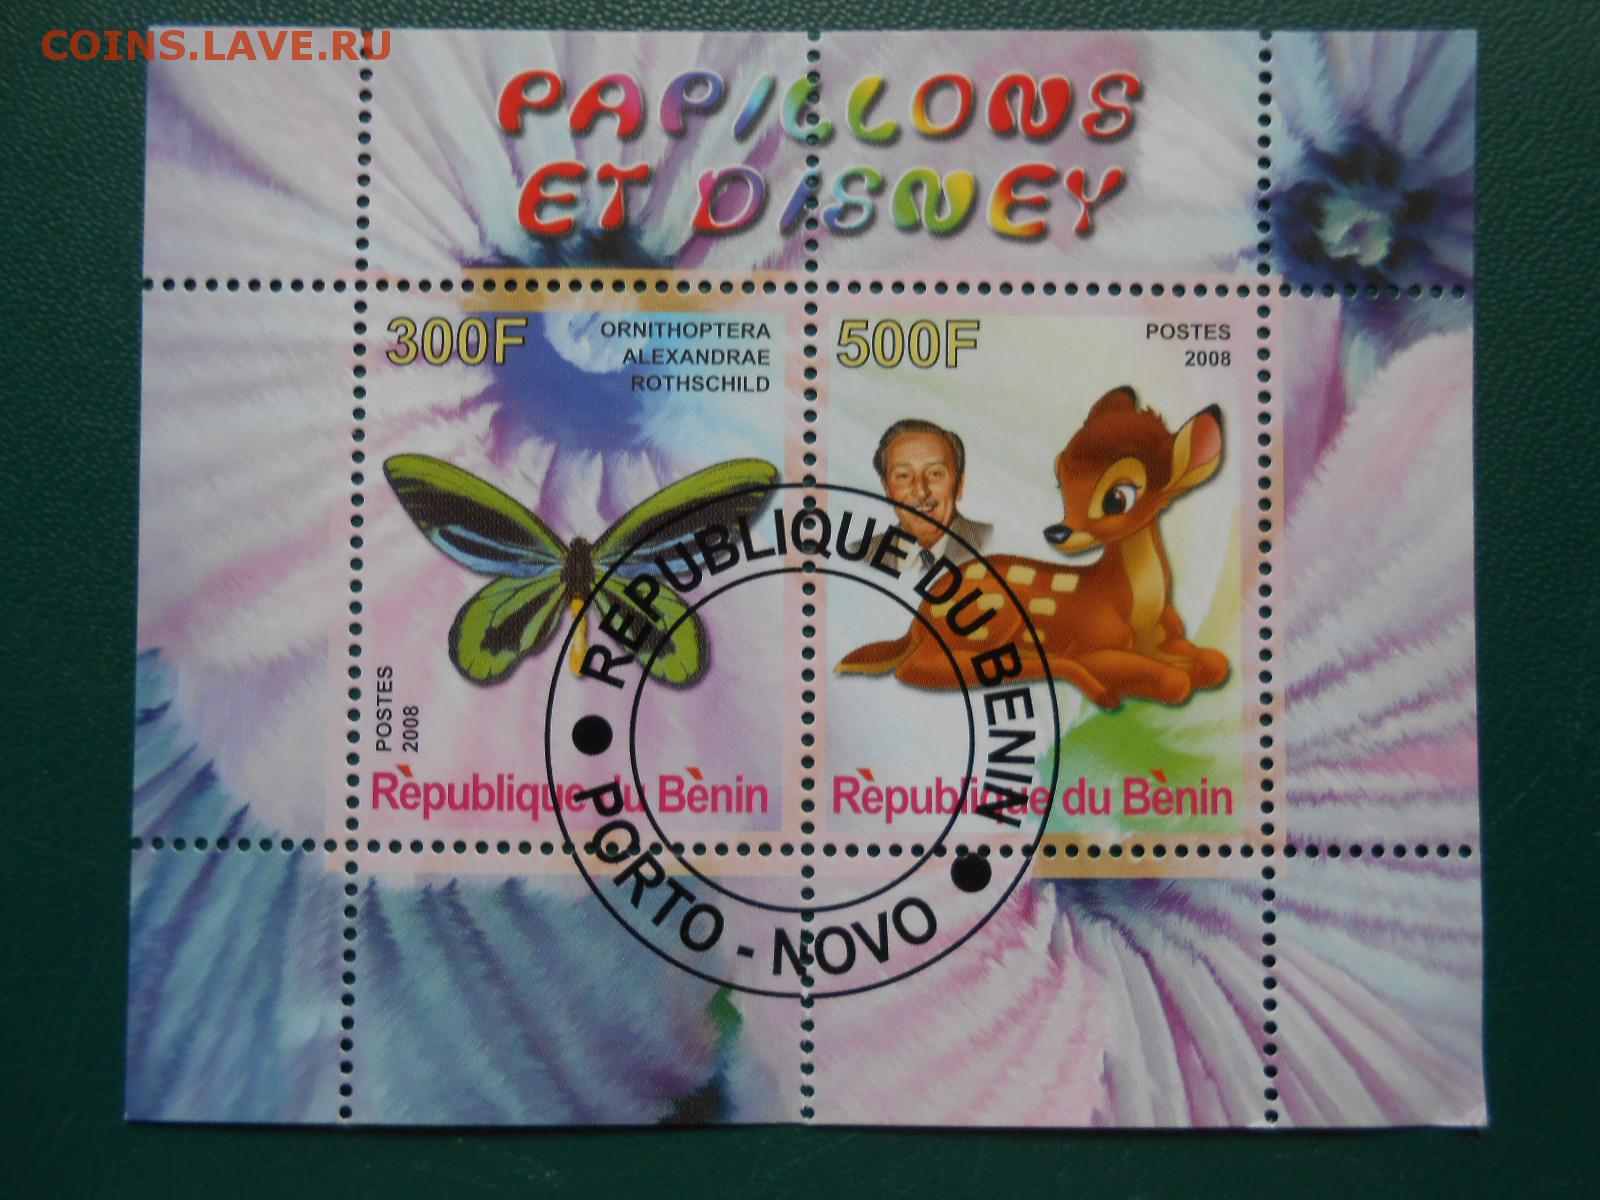 COINS.LAVE.RU
PAPILLONS
ET DISNEY
300F
ORNITHOPTERA
ALEXANDRAE
ROTHSCHILD
POSTES
2008
Rèpublique du Bènin
500F
POSTES
2008
Rèpublique du Bènin
REPUBLIQUE DU BENIN
PORTO - NOVO